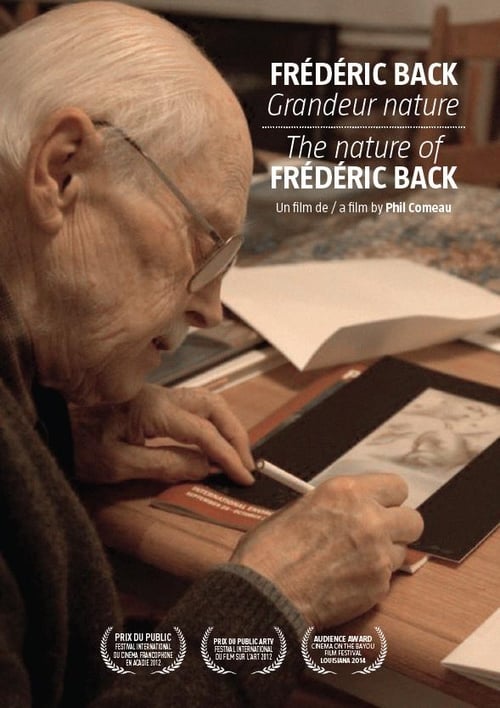 FRÉDÉRIC BACK
Grandeur nature
The nature of
FRÉDÉRIC BACK
Un film de / a film by Phil Comeau
INTERNATIONAL
SEPTEMBER
PRIX DU PUBLIC
FESTIVAL INTERNATIONAL
DU CINÉMA FRANCOPHONE
EN ACADIE 2012
PRIX DU PUBLIC ARTV
FESTIVAL INTERNATIONAL
DU FILM SUR L'ART 2012
AUDIENCE AWARD
CINEMA ON THE BAYOU
FILM FESTIVAL
LOUISIANA 2014